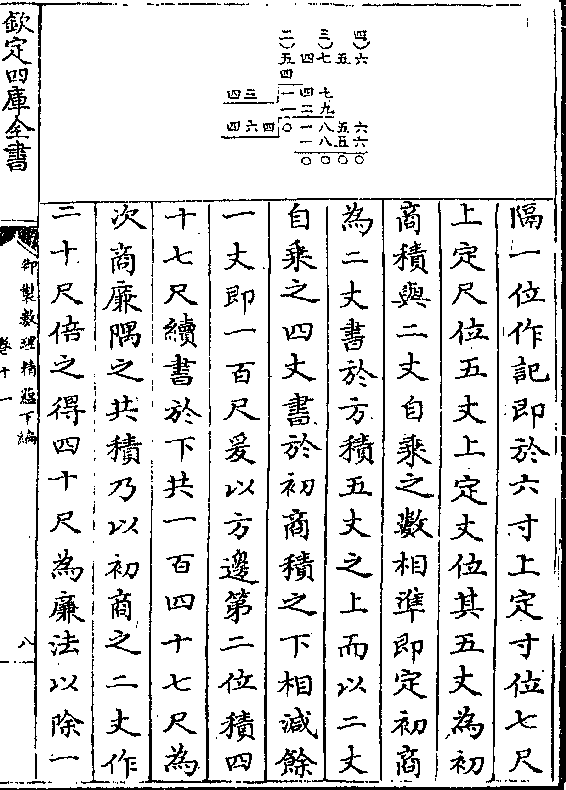 二)三)四)
五四七五六
四
四三 一四七
一二九
四六四 〇一八五六
一八五六
〇〇〇〇
隔一位作記即於六寸上定寸位七尺
上定尺位五丈上定丈位其五丈為初
商積與二丈自乘之數相準即定初商
為二丈書於方積五丈之上而以二丈
自乘之四丈書於初商積之下相減餘
一丈即一百尺爰以方邊第二位積四
十七尺續書於下共一百四十七尺為
次商廉隅之共積乃以初商之二丈作
二十尺倍之得四十尺為廉法以除一
欽定四庫全書
御製數理精蘊下編
卷十一
八